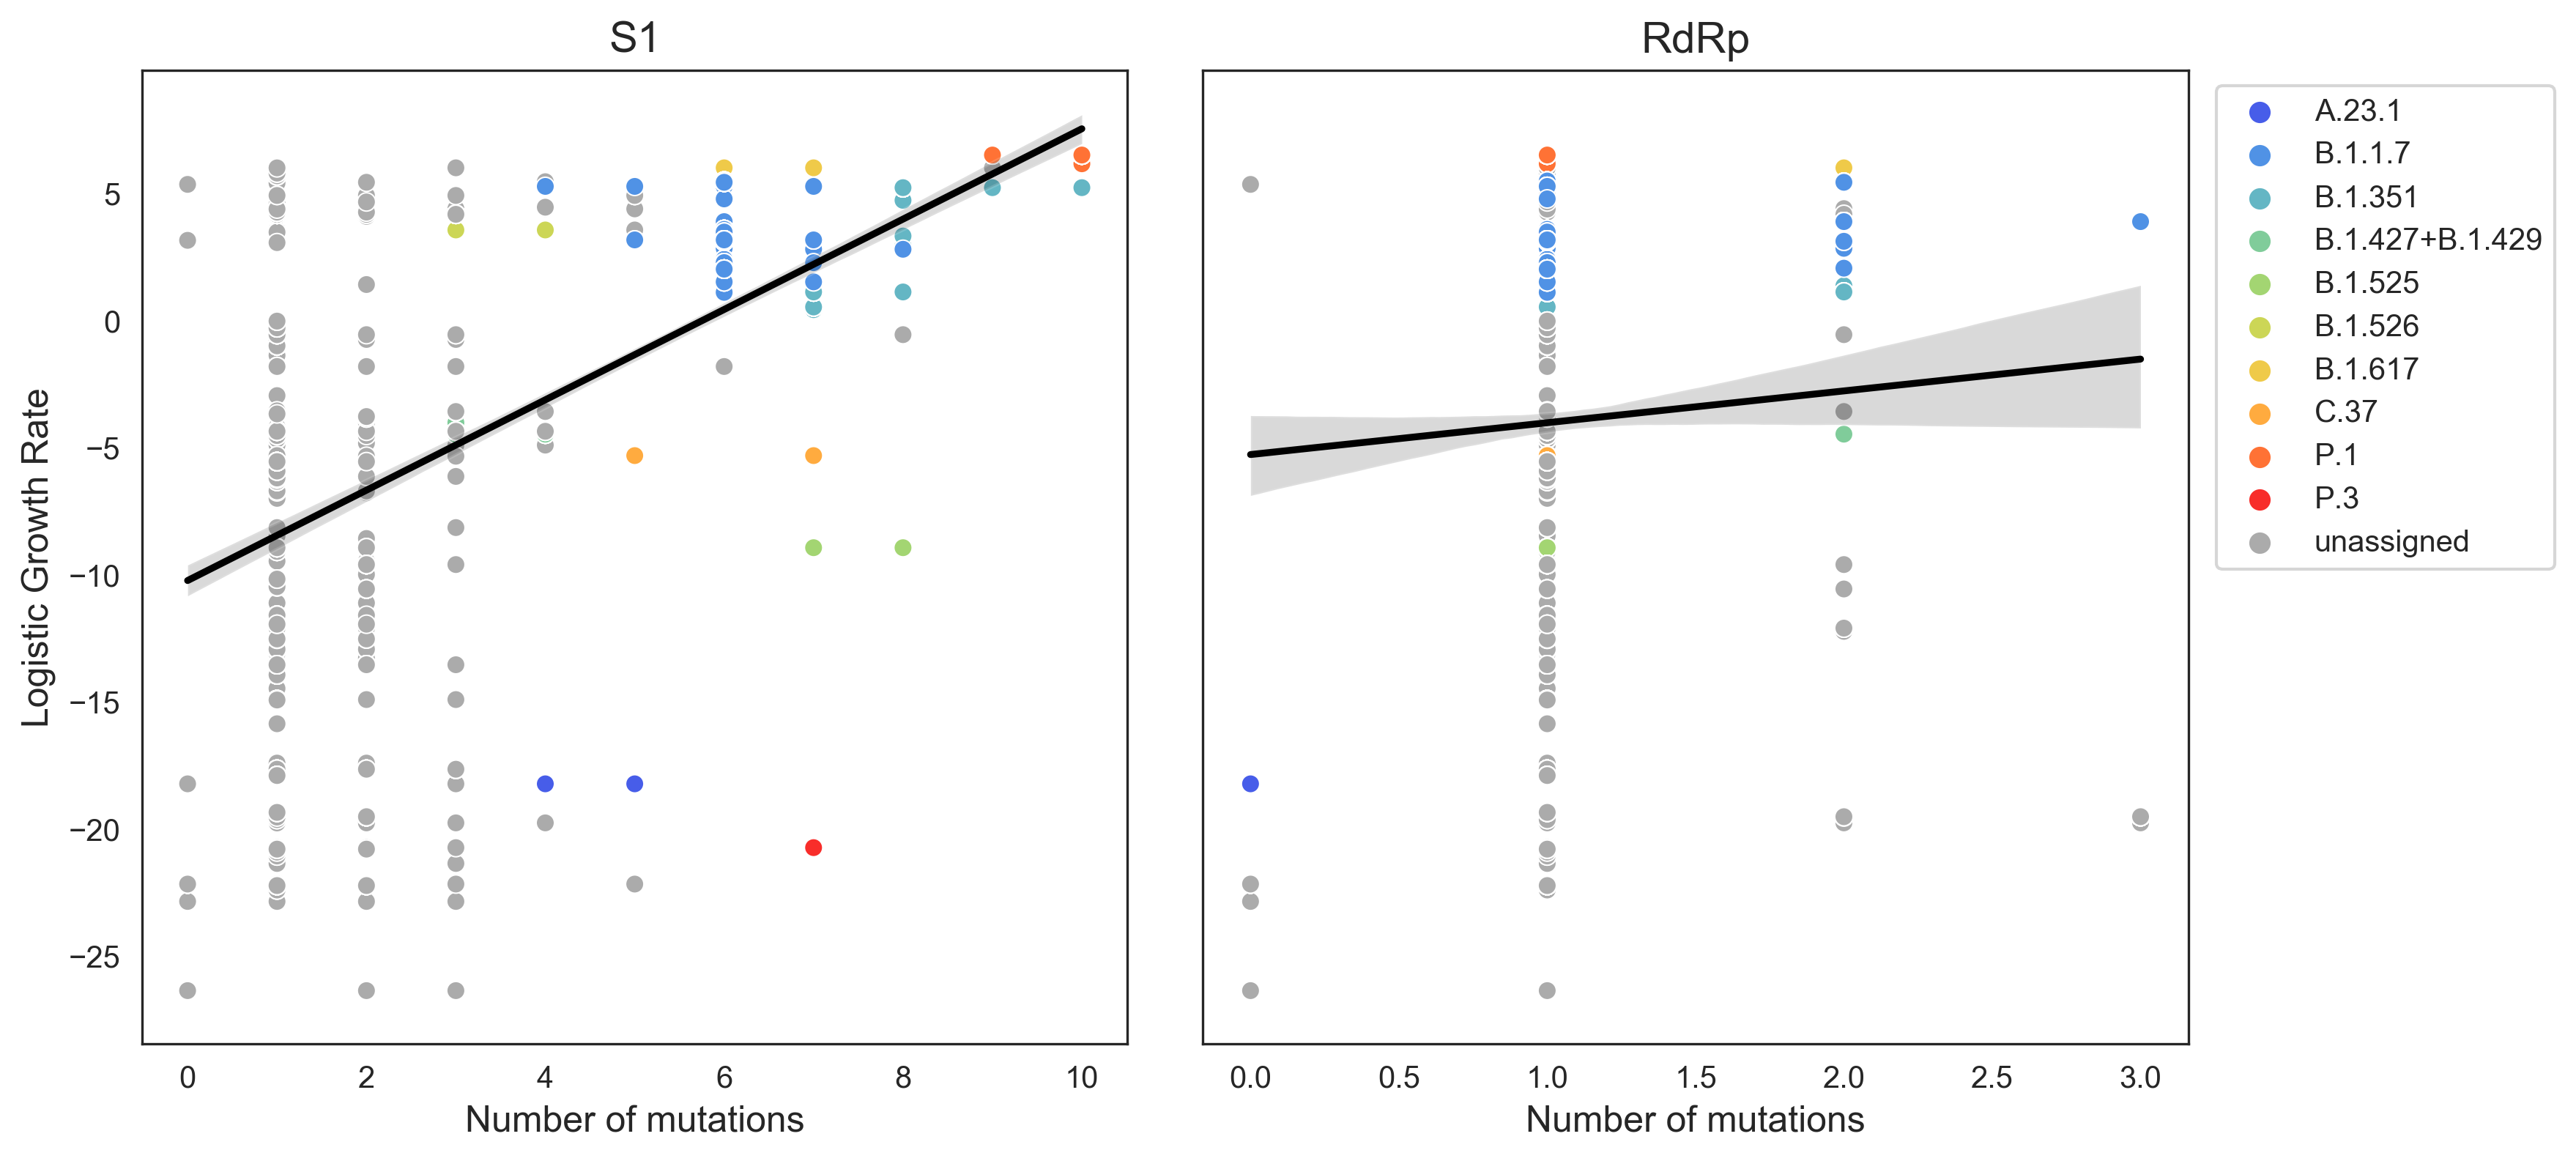 S1
RdRp
Logistic Growth Rate
5
0
−5
−10
−15
−20
−25
0 2 4 6 8 10
Number of mutations
0.0 0.5 1.0 1.5 2.0 2.5 3.0
Number of mutations
A.23.1
B.1.1.7
B.1.351
B.1.427+B.1.429
B.1.525
B.1.526
B.1.617
C.37
P.1
P.3
unassigned